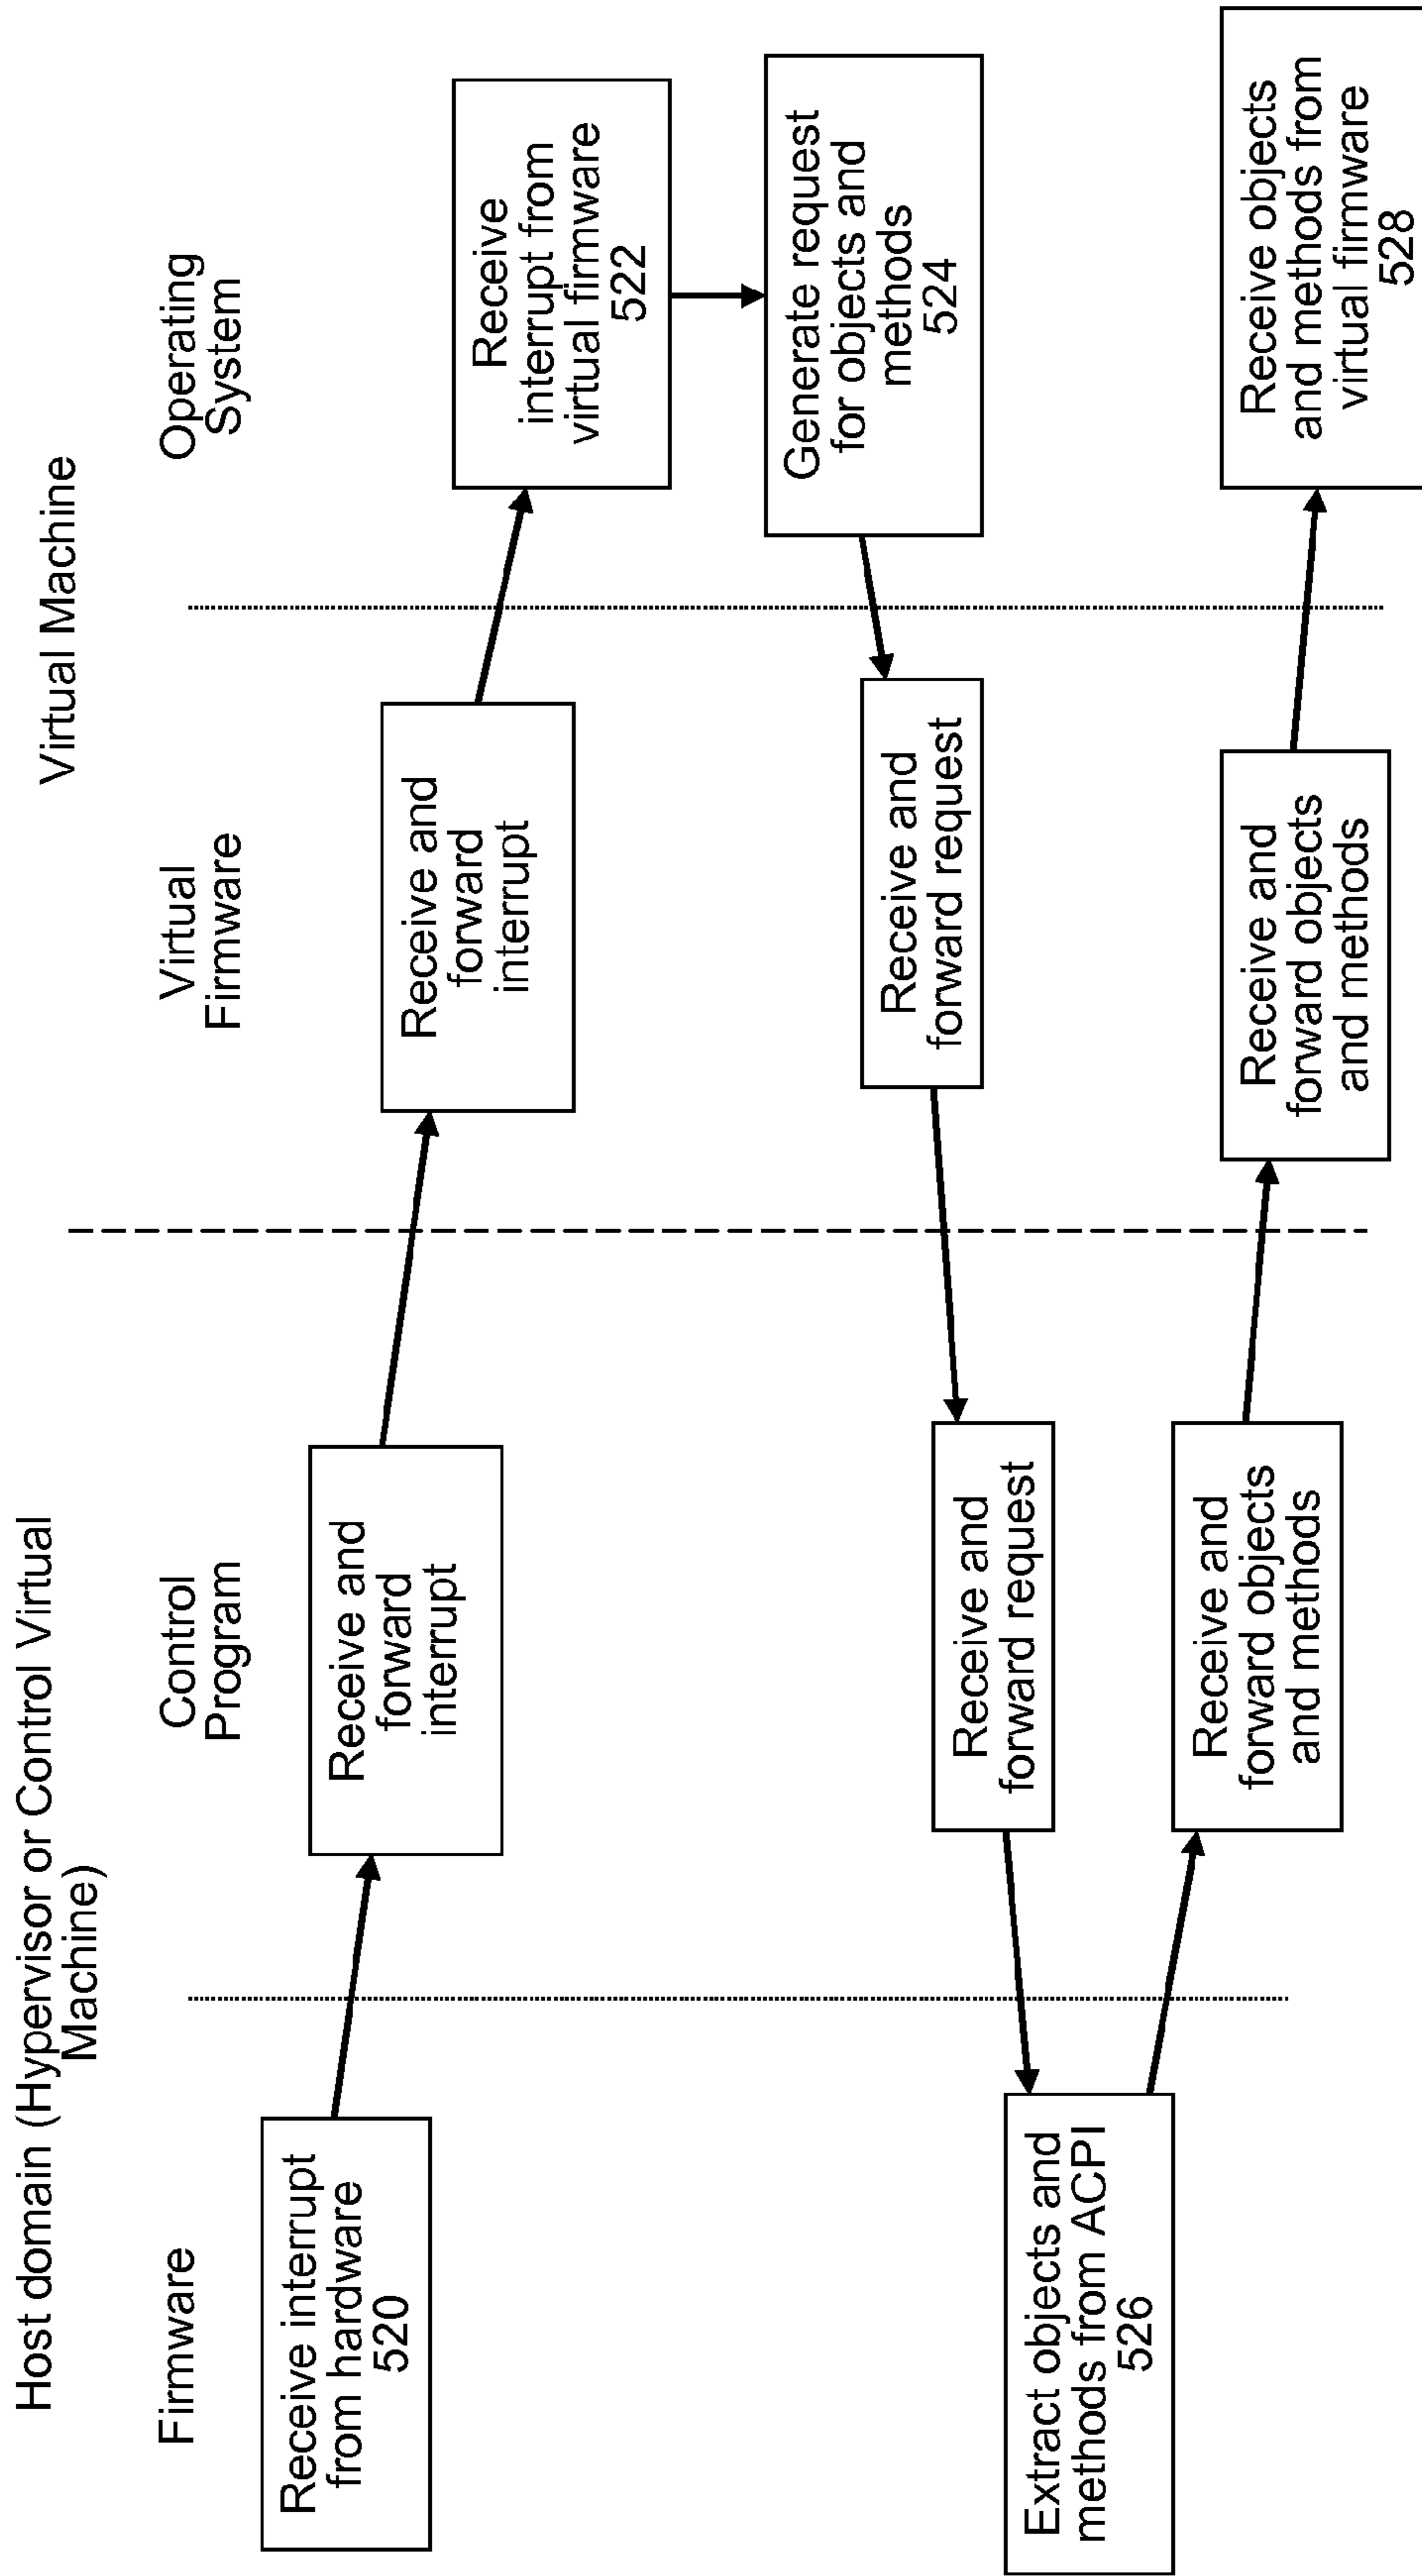 Host domain (Hypervisor or Control Virtual
Machine)
Virtual Machine
Firmware
Control
Program
Virtual
Firmware
Operating
System
Receive interrupt
from hardware
520
Receive and
forward
interrupt
Receive and
forward
interrupt
Receive
interrupt from
virtual firmware
522
Generate request
for objects and
methods
524
Receive and
forward request
Receive and
forward request
Extract objects and
methods from ACPI
526
Receive and
forward objects
and methods
Receive and
forward objects
and methods
Receive objects
and methods from
virtual firmware
528